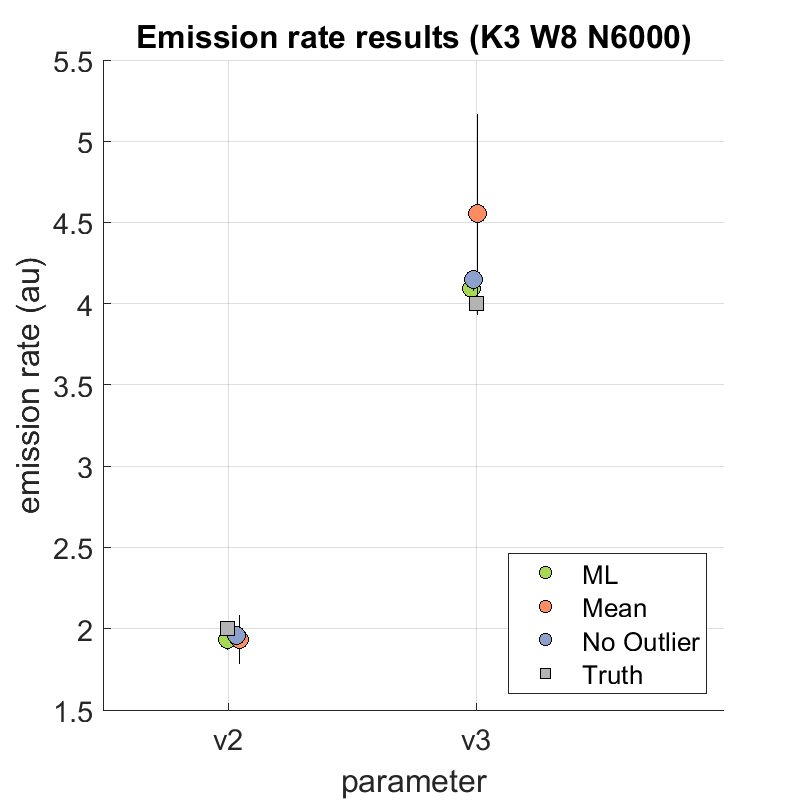 Emission rate results (K3 W8 N6000)
5.5
5
4.5
4
3.5
3
2.5
2
1.5
emission rate (au)
v2
v3
parameter
ML
Mean
No Outlier
Truth